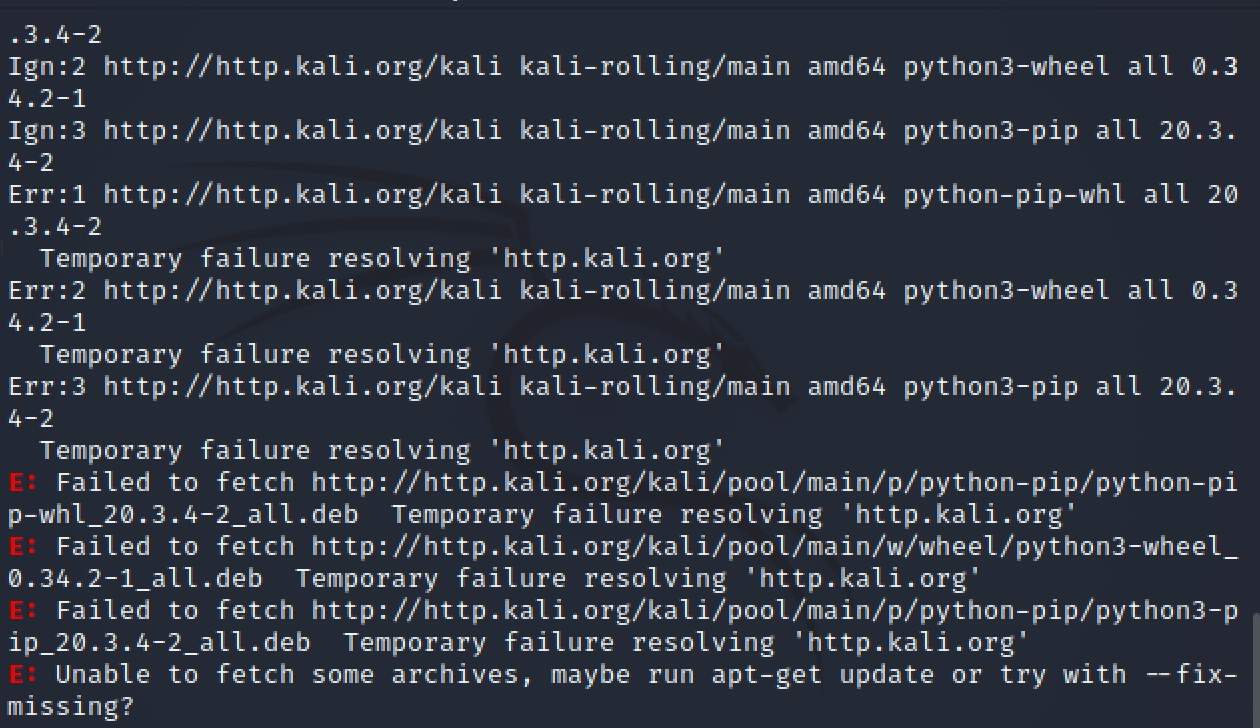 .3.4-2
Ign:2 http://http.kali.org/kali kali-rolling/main amd64 python3-wheel all 0.3
4.2-1
Ign:3 http://http.kali.org/kali kali-rolling/main amd64 python3-pip all 20.3.
4-2
Err:1 http://http.kali.org/kali kali-rolling/main amd64 python-pip-whl all 20
.3.4-2
  Temporary failure resolving 'http.kali.org'
Err:2 http://http.kali.org/kali kali-rolling/main amd64 python3-wheel all 0.3
4.2-1
  Temporary failure resolving 'http.kali.org'
Err:3 http://http.kali.org/kali kali-rolling/main amd64 python3-pip all 20.3.
4-2
  Temporary failure resolving 'http.kali.org'
E: Failed to fetch http://http.kali.org/kali/pool/main/p/python-pip/python-pi
p-whl_20.3.4-2_all.deb  Temporary failure resolving 'http.kali.org'
E: Failed to fetch http://http.kali.org/kali/pool/main/w/wheel/python3-wheel_
0.34.2-1_all.deb  Temporary failure resolving 'http.kali.org'
E: Failed to fetch http://http.kali.org/kali/pool/main/p/python-pip/python3-p
ip_20.3.4-2_all.deb  Temporary failure resolving 'http.kali.org'
E: Unable to fetch some archives, maybe run apt-get update or try with --fix-
missing?